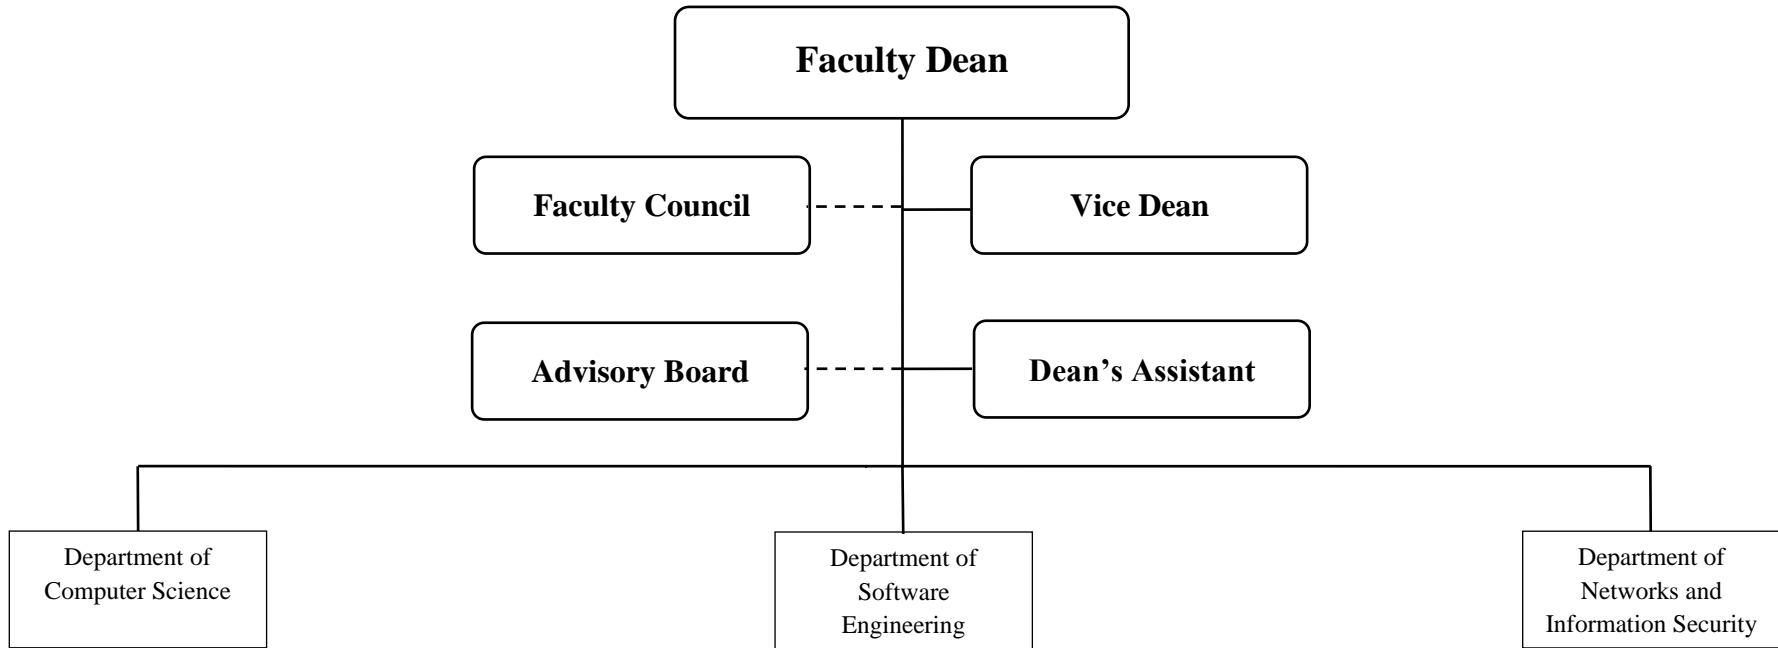 Faculty Dean
Faculty Council
Vice Dean
Advisory Board
Dean’s Assistant
Department of
Computer Science
Department of
Software
Engineering
Department of
Networks and
Information Security